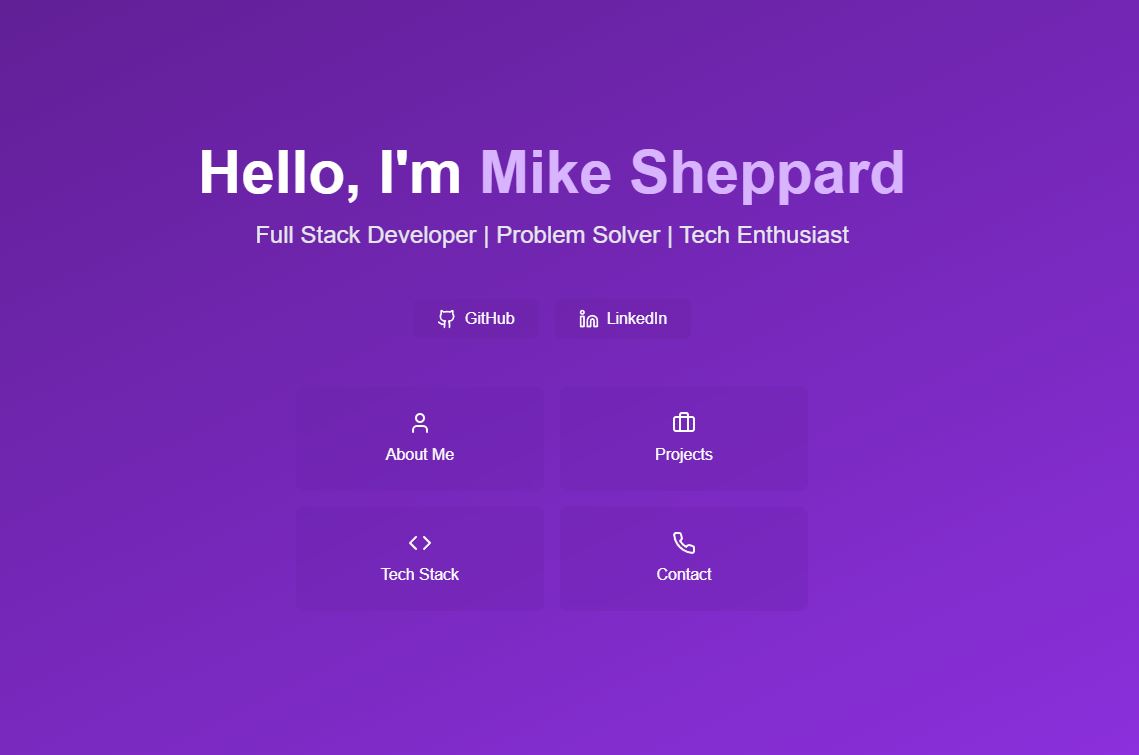 Hello, I'm Mike Sheppard
Full Stack Developer | Problem Solver | Tech Enthusiast
GitHub LinkedIn
About Me Projects
Tech Stack Contact